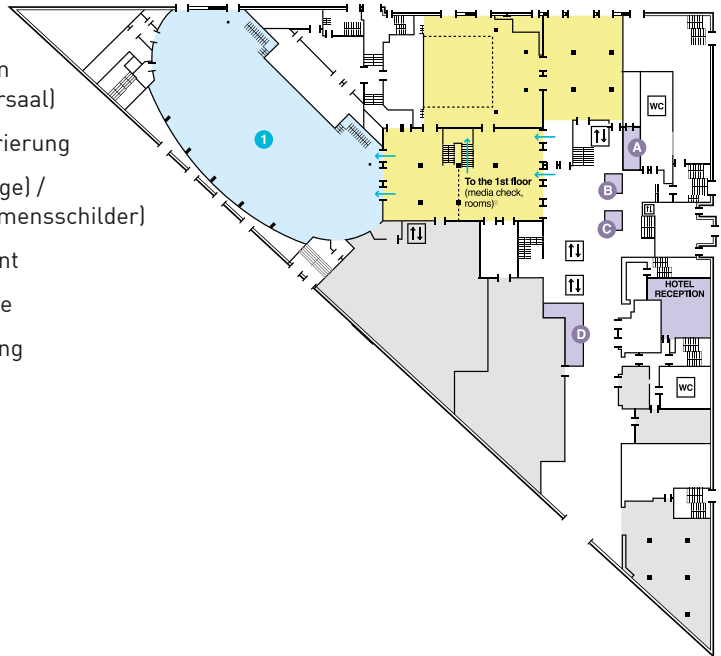 n
rsaal)
rierung
ge) /
mensschilder)
nt
e
ng
1
To the 1st floor
(media check,
rooms)
WC
A
B
C
HOTEL
RECEPTION
D
WC